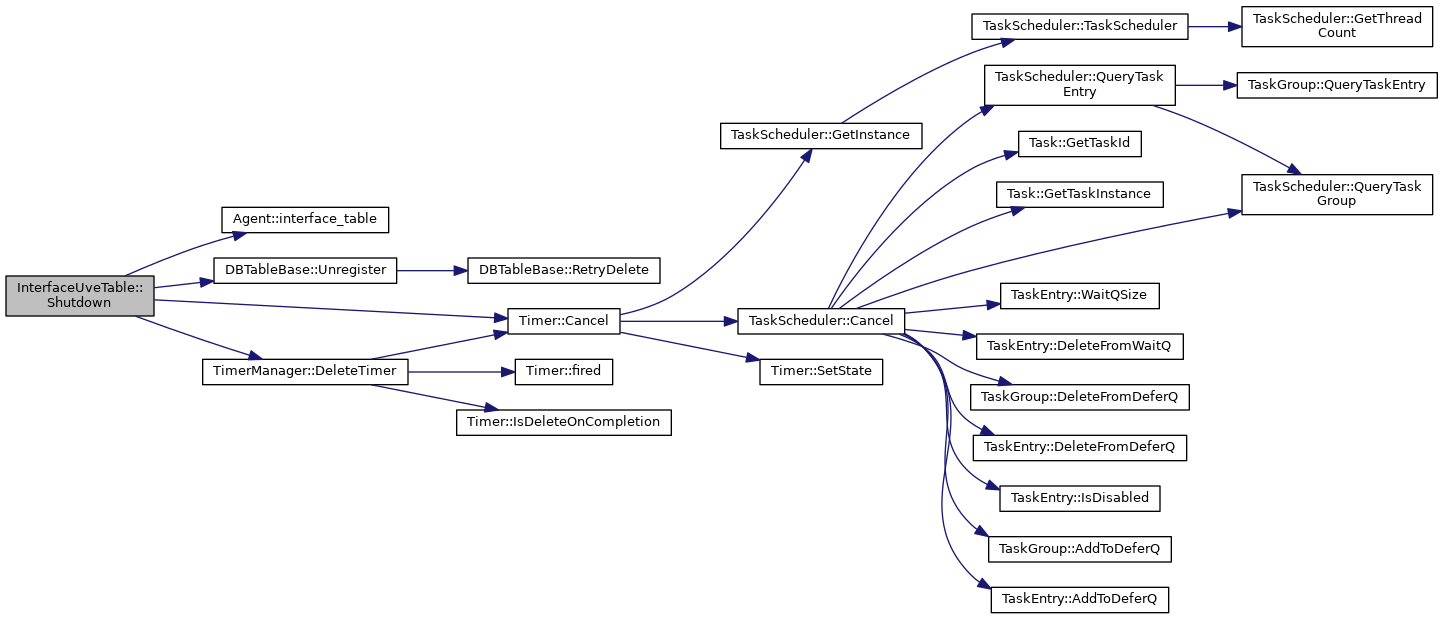 InterfaceUveTable::
Shutdown
Agent::interface_table
DBTableBase::Unregister
DBTableBase::RetryDelete
Timer::Cancel
TimerManager::DeleteTimer
Timer::fired
Timer::IsDeleteOnCompletion
TaskScheduler::GetInstance
TaskScheduler::Cancel
Timer::SetState
TaskScheduler::TaskScheduler
TaskScheduler::GetThread
Count
TaskScheduler::QueryTask
Entry
TaskGroup::QueryTaskEntry
Task::GetTaskId
Task::GetTaskInstance
TaskScheduler::QueryTask
Group
TaskEntry::WaitQSize
TaskEntry::DeleteFromWaitQ
TaskGroup::DeleteFromDeferQ
TaskEntry::DeleteFromDeferQ
TaskEntry::IsDisabled
TaskGroup::AddToDeferQ
TaskEntry::AddToDeferQ